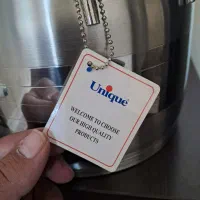 Unique
WELCOME TO CHOOSE
OUR HIGH QUALITY
PRODUCTS